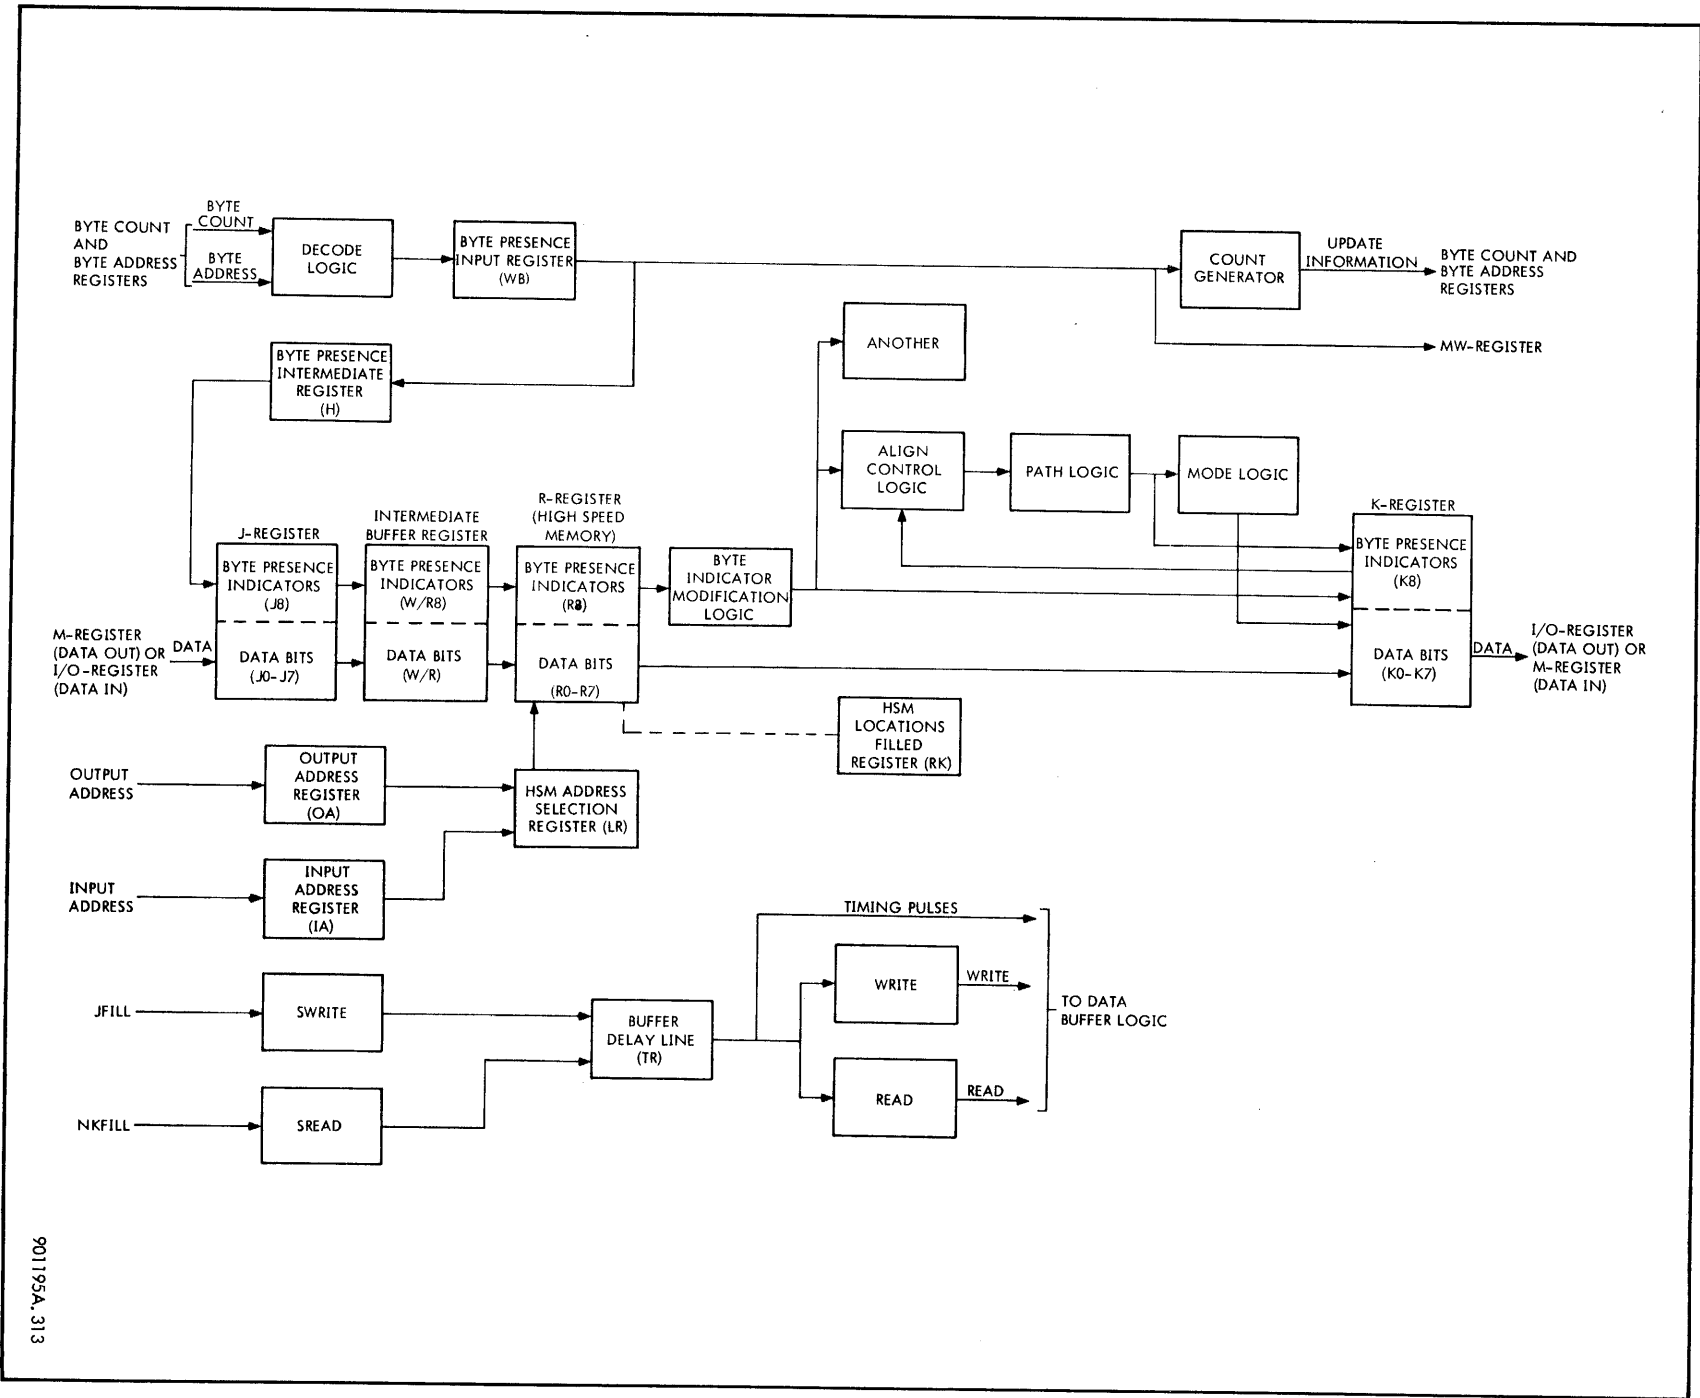 BYTE COUNT
AND
BYTE ADDRESS
REGISTERS
BYTE
COUNT
BYTE
ADDRESS
DECODE
LOGIC
BYTE PRESENCE
INPUT REGISTER
(WB)
COUNT
GENERATOR
UPDATE
INFORMATION
BYTE COUNT AND
BYTE ADDRESS
REGISTERS
MW-REGISTER
BYTE PRESENCE
INTERMEDIATE
REGISTER
(H)
ANOTHER
ALIGN
CONTROL
LOGIC
PATH LOGIC
MODE LOGIC
J-REGISTER
BYTE PRESENCE
INDICATORS
(J8)
DATA BITS
(J0-J7)
INTERMEDIATE
BUFFER REGISTER
BYTE PRESENCE
INDICATORS
(W/R8)
DATA BITS
(W/R)
R-REGISTER
(HIGH SPEED
MEMORY)
BYTE PRESENCE
INDICATORS
(R8)
DATA BITS
(R0-R7)
BYTE
INDICATOR
MODIFICATION
LOGIC
K-REGISTER
BYTE PRESENCE
INDICATORS
(K8)
DATA BITS
(K0-K7)
M-REGISTER
(DATA OUT) OR
I/O-REGISTER
(DATA IN)
DATA
DATA
I/O-REGISTER
(DATA OUT) OR
M-REGISTER
(DATA IN)
HSM
LOCATIONS
FILLED
REGISTER (RK)
OUTPUT
ADDRESS
OUTPUT
ADDRESS
REGISTER
(OA)
HSM ADDRESS
SELECTION
REGISTER (LR)
INPUT
ADDRESS
INPUT
ADDRESS
REGISTER
(IA)
TIMING PULSES
JFILL
SWRITE
BUFFER
DELAY LINE
(TR)
WRITE
WRITE
TO DATA
BUFFER LOGIC
NKFILL
SREAD
READ
READ
901195A. 313